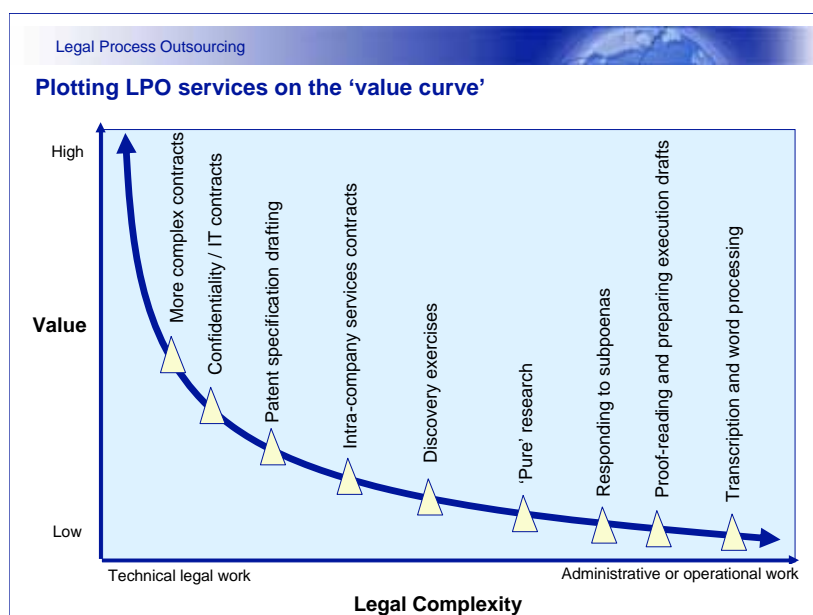 Legal Process Outsourcing
Plotting LPO services on the ‘value curve’
High
Value
Low
More complex contracts
Confidentiality / IT contracts
Patent specification drafting
Intra-company services contracts
Discovery exercises
‘Pure’ research
Responding to subpoenas
Proof-reading and preparing execution drafts
Transcription and word processing
Technical legal work
Administrative or operational work
Legal Complexity